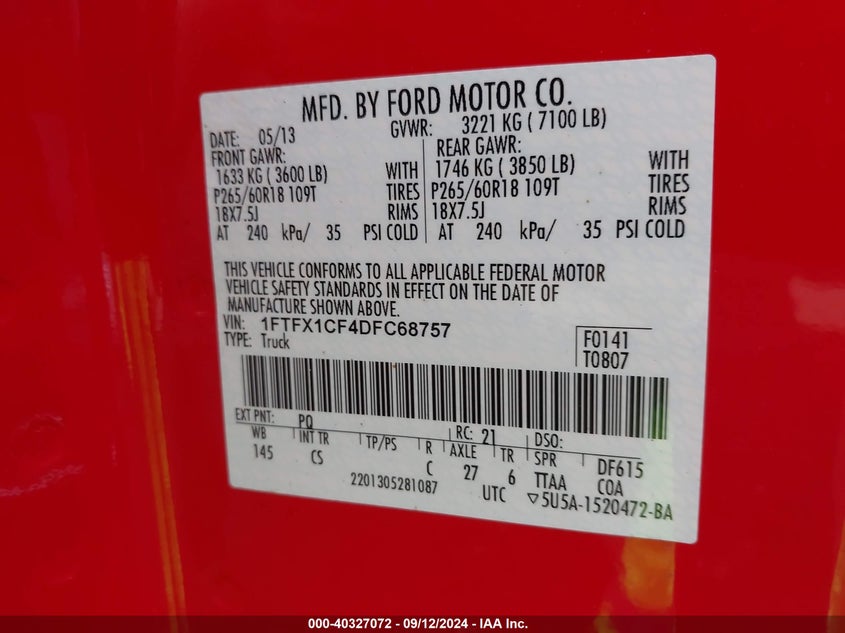 MFD. BY FORD MOTOR CO.
DATE: 05/13 GVWR: 3221 KG ( 7100 LB)
FRONT GAWR: REAR GAWR:
1633 KG ( 3600 LB) WITH 1746 KG ( 3850 LB) WITH
P265/60R18 109T TIRES P265/60R18 109T TIRES
18X7.5J RIMS 18X7.5J RIMS
AT 240 kPa/ 35 PSI COLD AT 240 kPa/ 35 PSI COLD
THIS VEHICLE CONFORMS TO ALL APPLICABLE FEDERAL MOTOR
VEHICLE SAFETY STANDARDS IN EFFECT ON THE DATE OF
MANUFACTURE SHOWN ABOVE.
VIN: 1FTFX1CF4DFC68757 F0141
TYPE: Truck T0807
EXT PNT: PQ RC: 21 DSO:
WB INT TR TP/PS R AXLE TR SPR DF615
145 CS C 27 6 TTAA COA
2201305281087 UTC ▽5U5A-1520472-BA
000-40327072 - 09/12/2024 - IAA Inc.